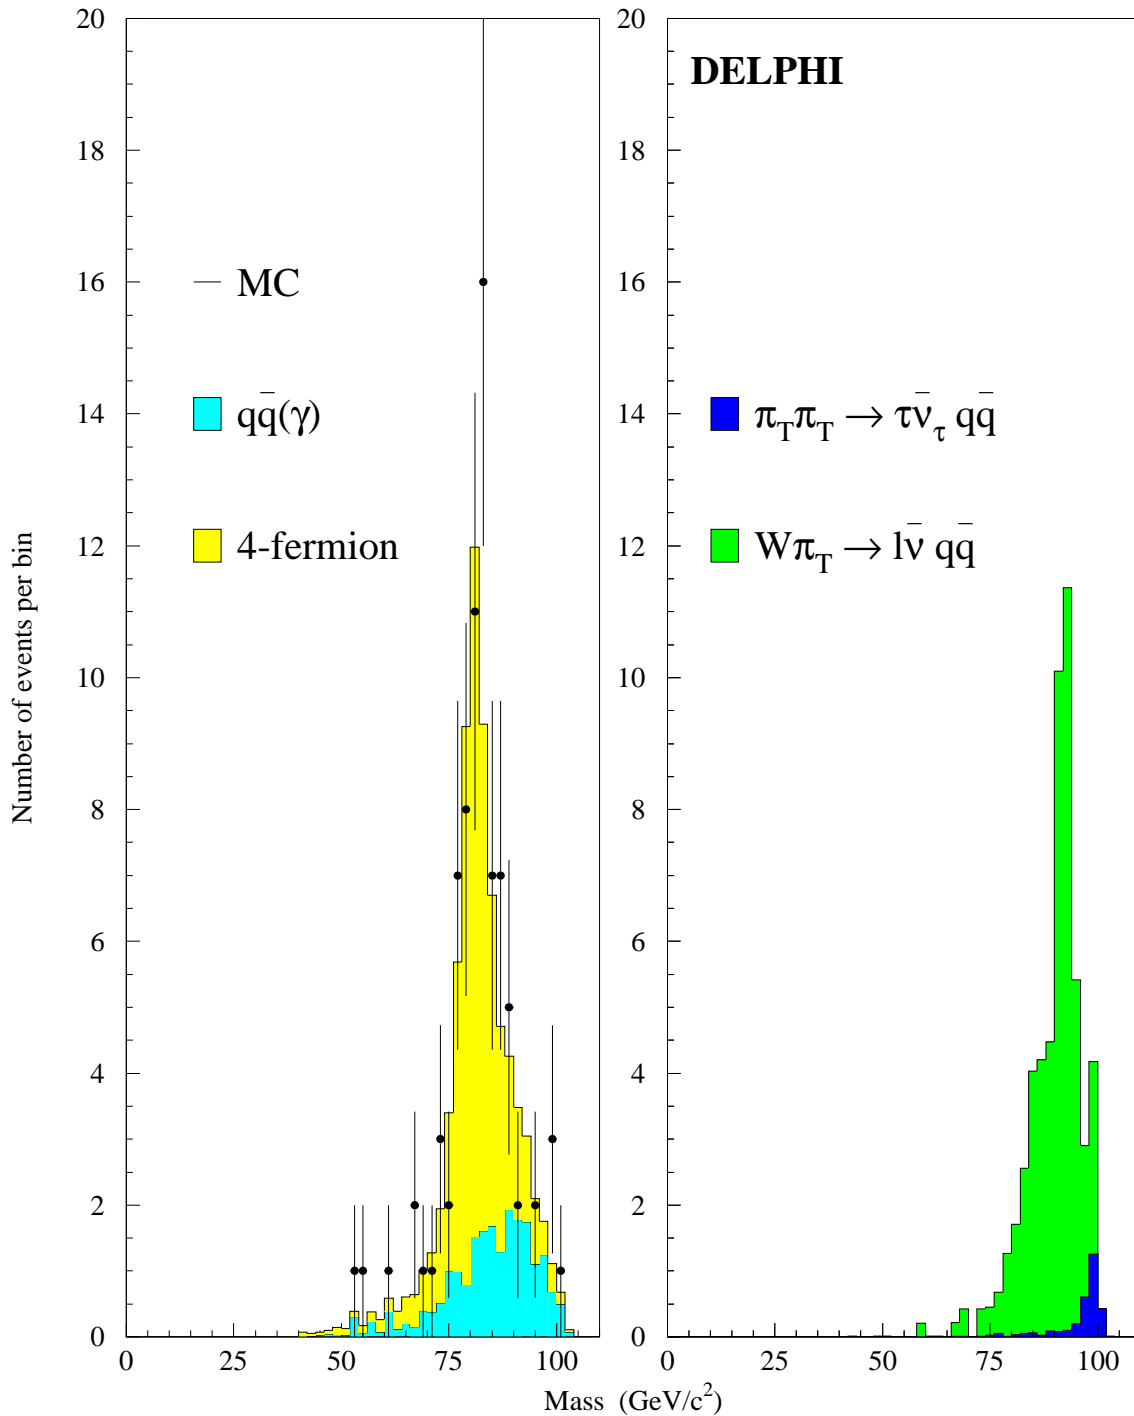 DELPHI
MC
qq̄(γ)
4-fermion
π_Tπ_T → τν̄_τ qq̄
Wπ_T → lν̄ qq̄
Number of events per bin
20
18
16
14
12
10
8
6
4
2
0
0 25 50 75 100
20
18
16
14
12
10
8
6
4
2
0
0 25 50 75 100
Mass (GeV/c²)